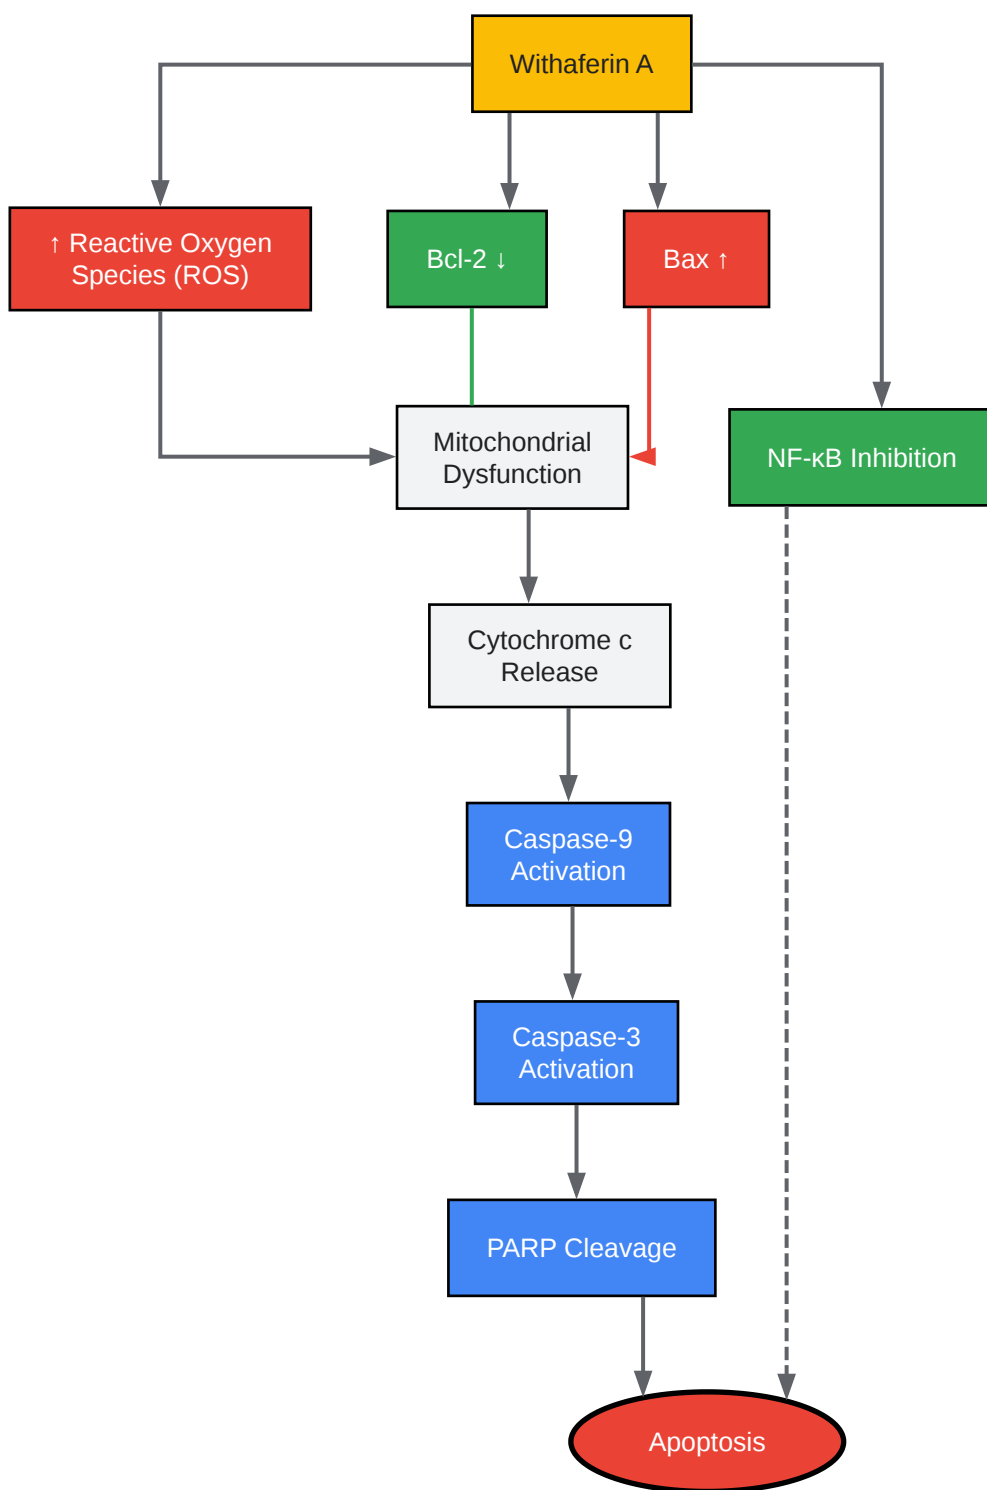 Withaferin A
↑ Reactive Oxygen
Species (ROS)
Bcl-2 ↓
Bax ↑
Mitochondrial
Dysfunction
NF-κB Inhibition
Cytochrome c
Release
Caspase-9
Activation
Caspase-3
Activation
PARP Cleavage
Apoptosis